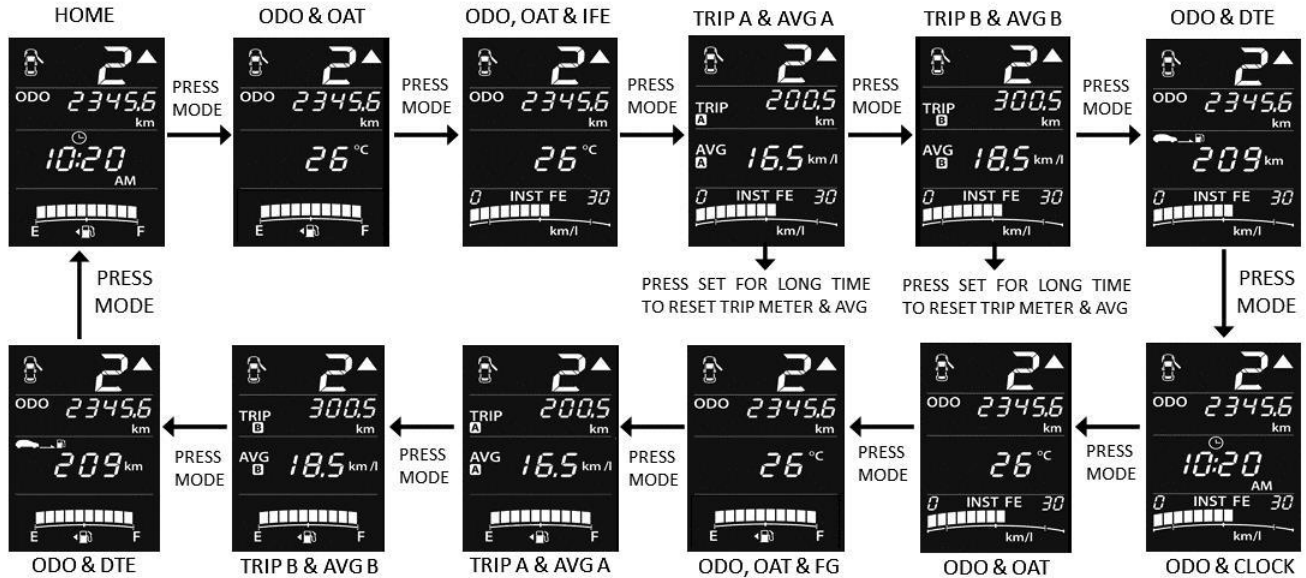 HOME
2
ODO 2345.6
km
10:20
AM
E F
PRESS
MODE
ODO & OAT
2
ODO 2345.6
km
26 °C
E F
PRESS
MODE
ODO, OAT & IFE
2
ODO 2345.6
km
26 °C
0 INST FE 30
km/l
PRESS
MODE
TRIP A & AVG A
2
TRIP 200.5
A km
AVG 16.5 km/l
A
0 INST FE 30
km/l
PRESS SET FOR LONG TIME
TO RESET TRIP METER & AVG
PRESS
MODE
TRIP B & AVG B
2
TRIP 300.5
B km
AVG 18.5 km/l
B
0 INST FE 30
km/l
PRESS SET FOR LONG TIME
TO RESET TRIP METER & AVG
PRESS
MODE
ODO & DTE
2
ODO 2345.6
km
209 km
0 INST FE 30
km/l
PRESS
MODE
2
ODO 2345.6
km
10:20
AM
0 INST FE 30
km/l
ODO & CLOCK
PRESS
MODE
2
ODO 2345.6
km
26 °C
0 INST FE 30
km/l
ODO & OAT
PRESS
MODE
2
ODO 2345.6
km
26 °C
E F
ODO, OAT & FG
PRESS
MODE
2
TRIP 200.5
A km
AVG 16.5 km/l
A
E F
TRIP A & AVG A
PRESS
MODE
2
TRIP 300.5
B km
AVG 18.5 km/l
B
E F
TRIP B & AVG B
PRESS
MODE
2
ODO 2345.6
km
209 km
E F
ODO & DTE
PRESS
MODE